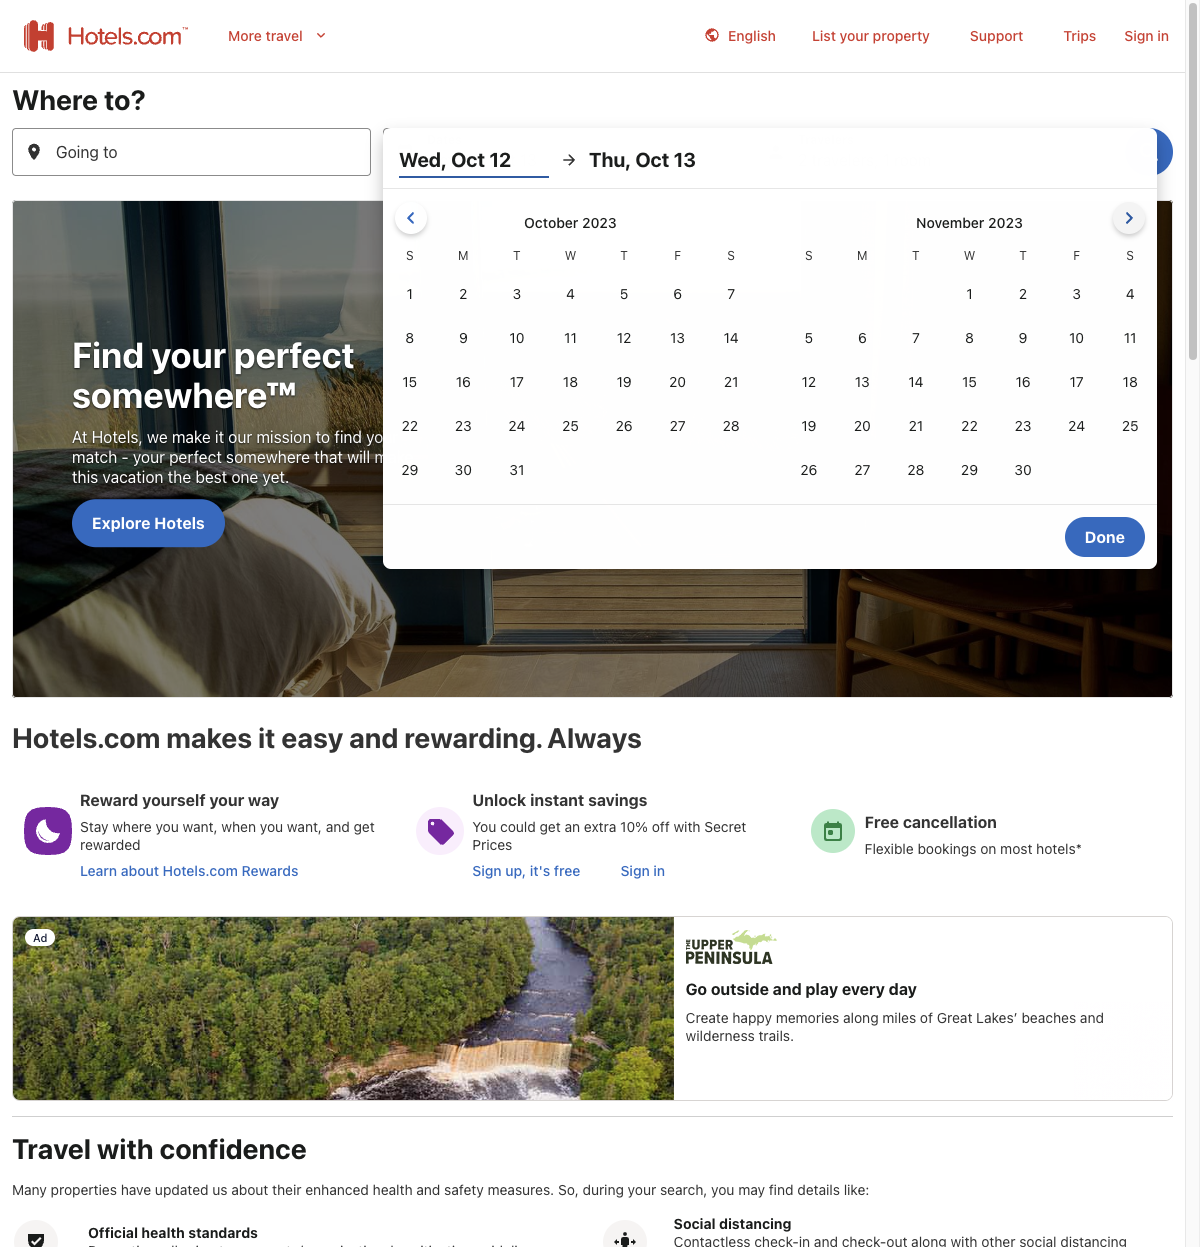 Hotels.com™
More travel
English
List your property
Support
Trips
Sign in
Where to?
Going to
Wed, Oct 12
Thu, Oct 13
October 2023
S M T W T F S
1 2 3 4 5 6 7
8 9 10 11 12 13 14
15 16 17 18 19 20 21
22 23 24 25 26 27 28
29 30 31
November 2023
S M T W T F S
1 2 3 4
5 6 7 8 9 10 11
12 13 14 15 16 17 18
19 20 21 22 23 24 25
26 27 28 29 30
Done
Find your perfect
somewhere™
At Hotels, we make it our mission to find yo
match - your perfect somewhere that will m
this vacation the best one yet.
Explore Hotels
Hotels.com makes it easy and rewarding. Always
Reward yourself your way
Stay where you want, when you want, and get
rewarded
Learn about Hotels.com Rewards
Unlock instant savings
You could get an extra 10% off with Secret
Prices
Sign up, it's free
Sign in
Free cancellation
Flexible bookings on most hotels*
Ad
THE UPPER
PENINSULA
Go outside and play every day
Create happy memories along miles of Great Lakes’ beaches and
wilderness trails.
Travel with confidence
Many properties have updated us about their enhanced health and safety measures. So, during your search, you may find details like:
Official health standards
Social distancing
Contactless check-in and check-out along with other social distancing